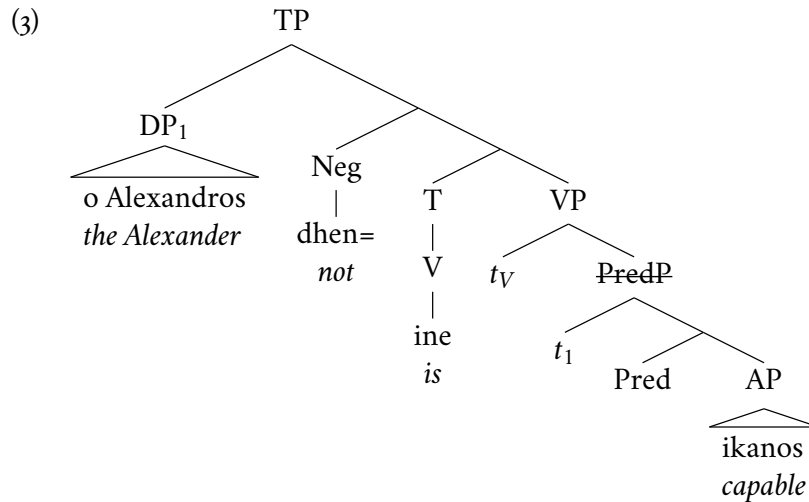 (3)
TP
DP1
Neg
T
VP
o Alexandros
the Alexander
dhen=
not
V
tV
PredP
ine
is
t1
Pred
AP
ikanos
capable